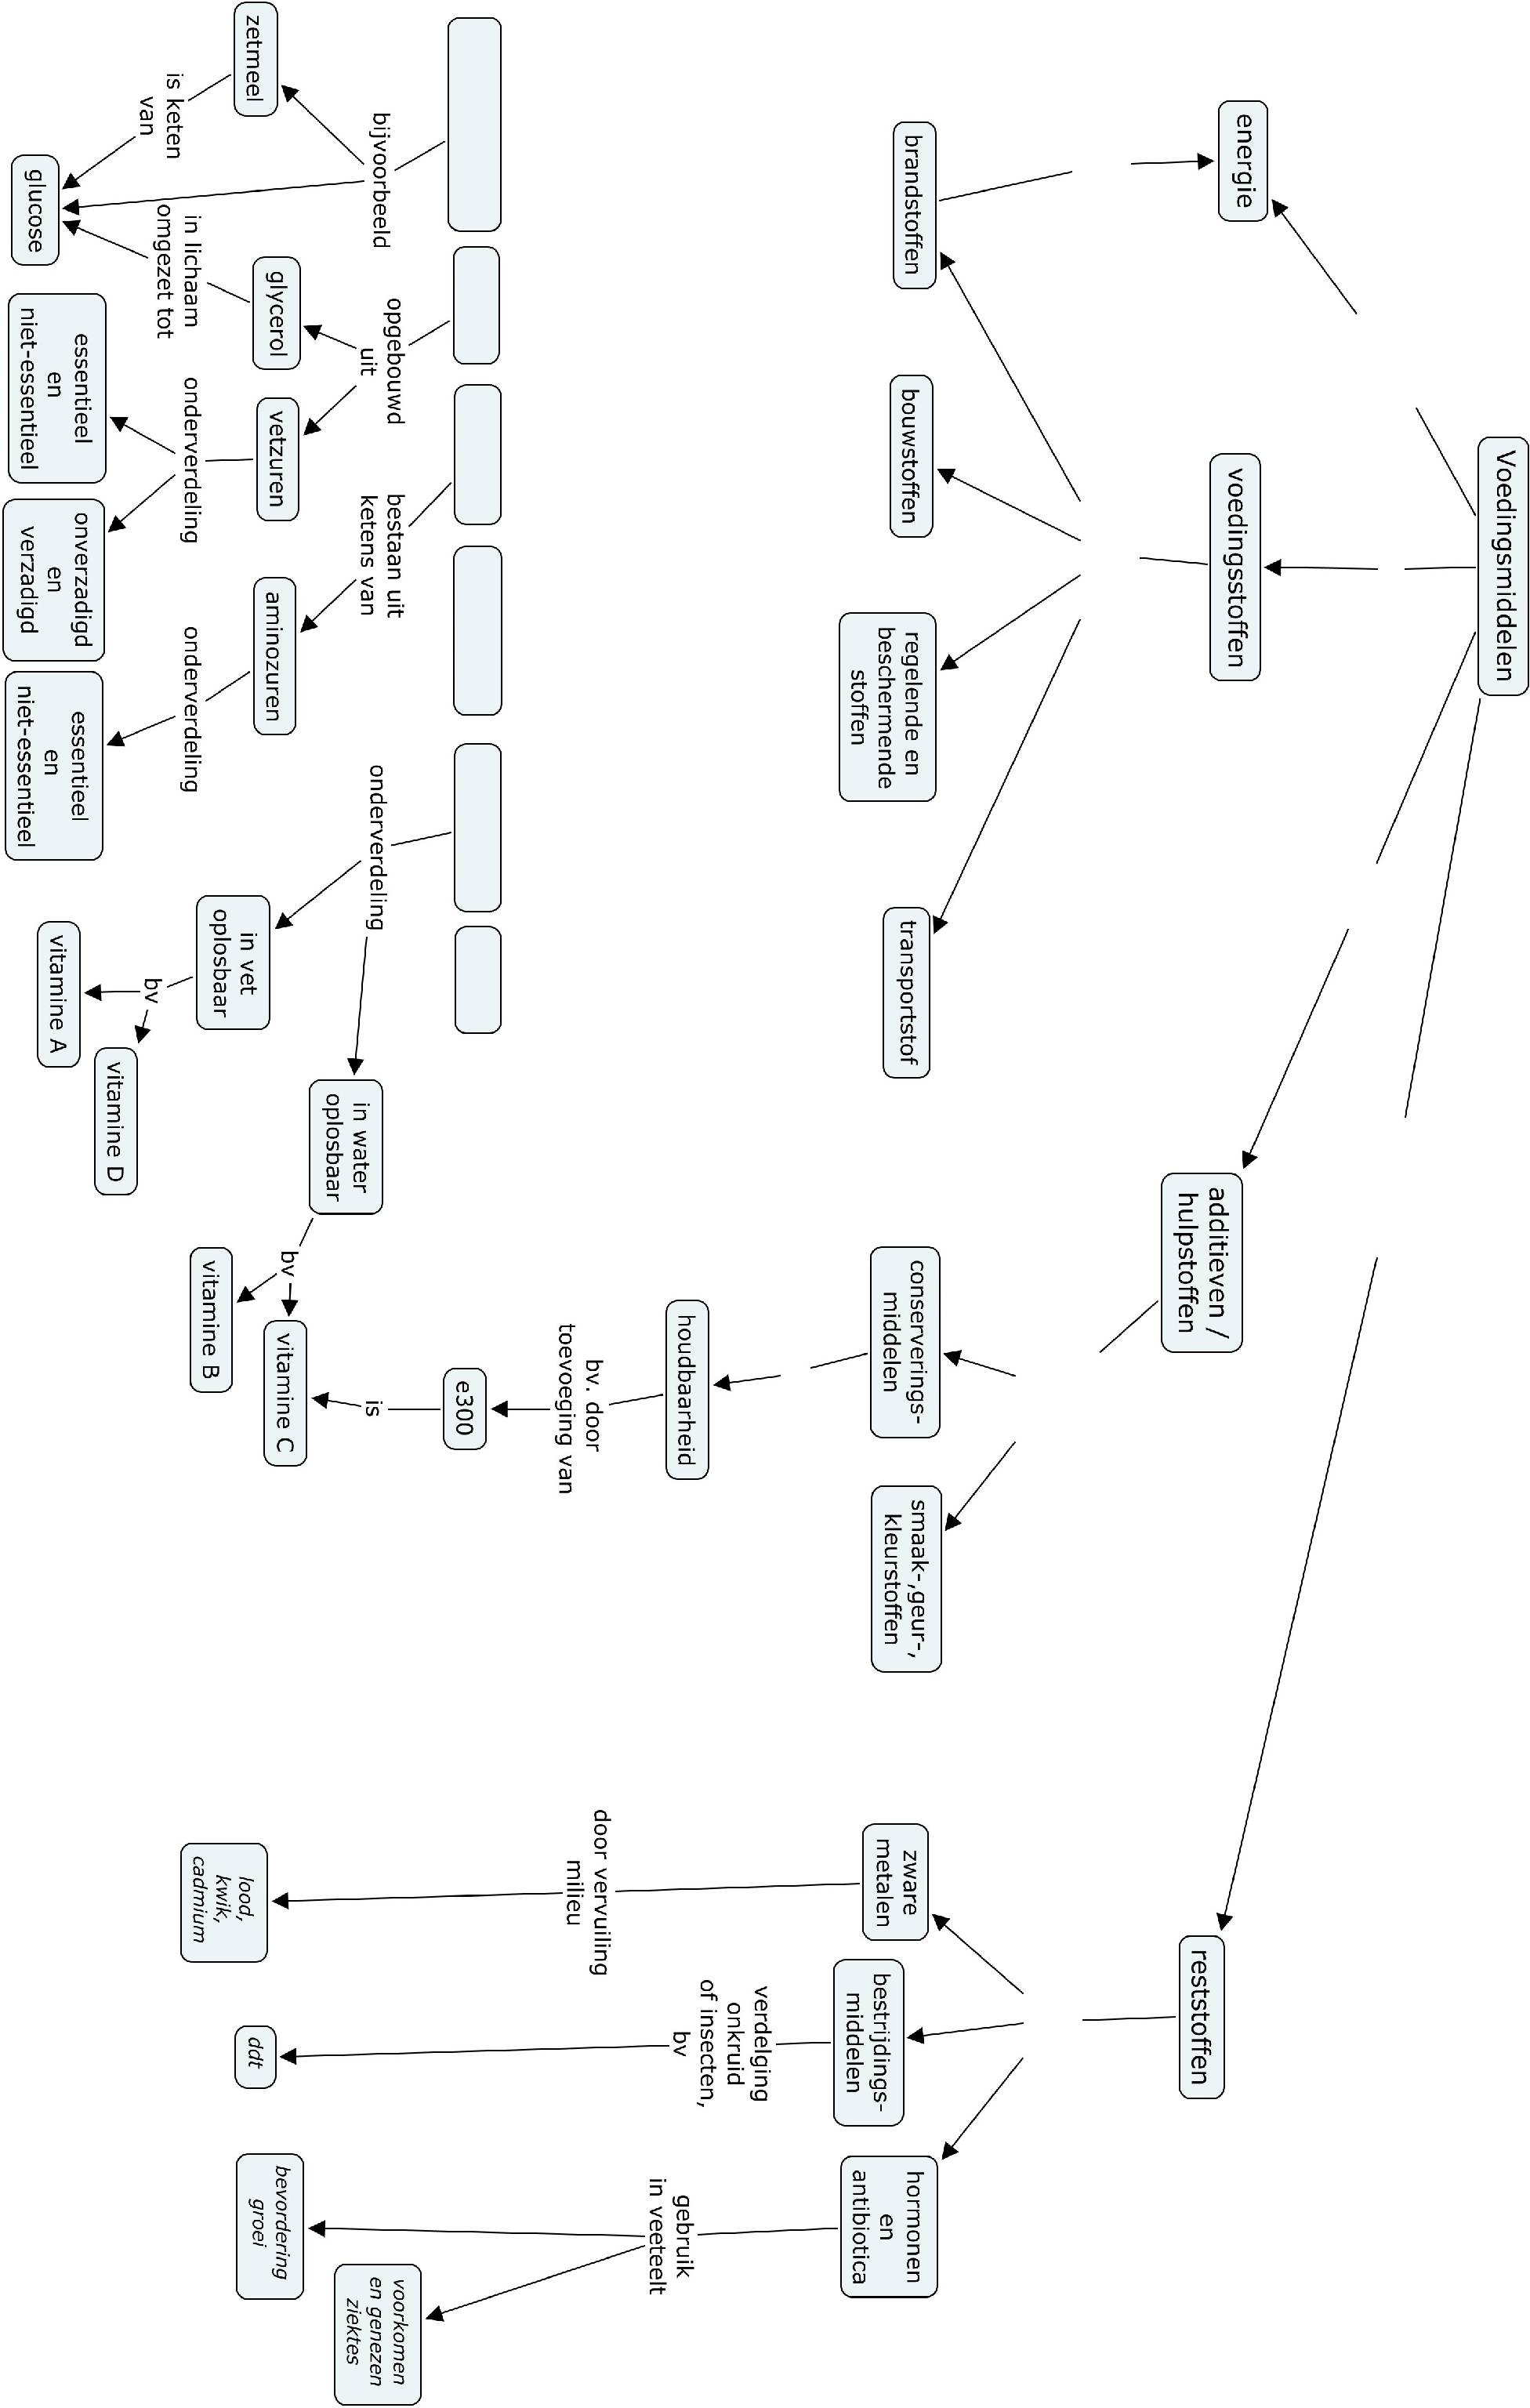 Voedingsmiddelen
energie
voedingsstoffen
additieven /
hulpstoffen
reststoffen
brandstoffen
bouwstoffen
regelende en
beschermende
stoffen
transportstof
conserverings-
middelen
smaak-,geur-,
kleurstoffen
zware
metalen
bestrijdings-
middelen
hormonen
en
antibiotica
houdbaarheid
verdelging
onkruid
of insecten,
bv
gebruik
in veeteelt
door vervuiling
milieu
bv. door
toevoeging van
e300
is
bijvoorbeeld
opgebouwd
uit
bestaan uit
ketens van
onderverdeling
zetmeel
glycerol
vetzuren
aminozuren
in vet
oplosbaar
in water
oplosbaar
is keten
van
in lichaam
omgezet tot
onderverdeling
onderverdeling
bv
bv
glucose
essentieel
en
niet-essentieel
onverzadigd
en
verzadigd
essentieel
en
niet-essentieel
vitamine A
vitamine D
vitamine B
vitamine C
lood,
kwik,
cadmium
ddt
bevordering
groei
voorkomen
en genezen
ziektes